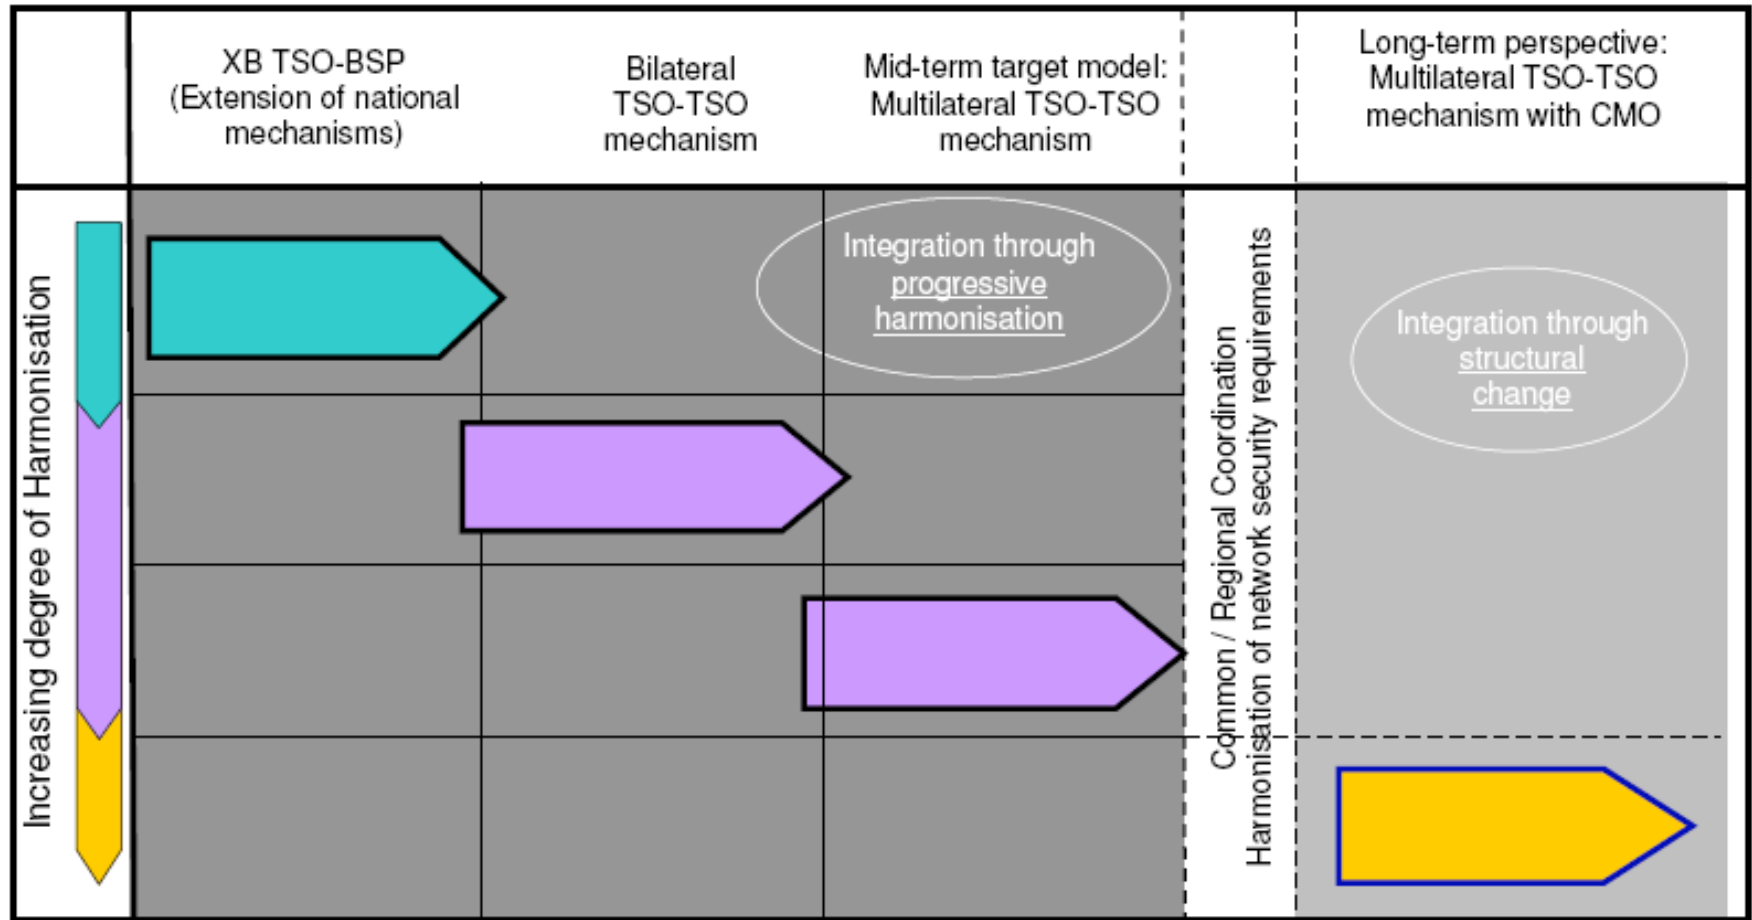 XB TSO-BSP
(Extension of national
mechanisms)
Bilateral
TSO-TSO
mechanism
Mid-term target model:
Multilateral TSO-TSO
mechanism
Long-term perspective:
Multilateral TSO-TSO
mechanism with CMO
Increasing degree of Harmonisation
Integration through
progressive
harmonisation
Common / Regional Coordination
Harmonisation of network security requirements
Integration through
structural
change